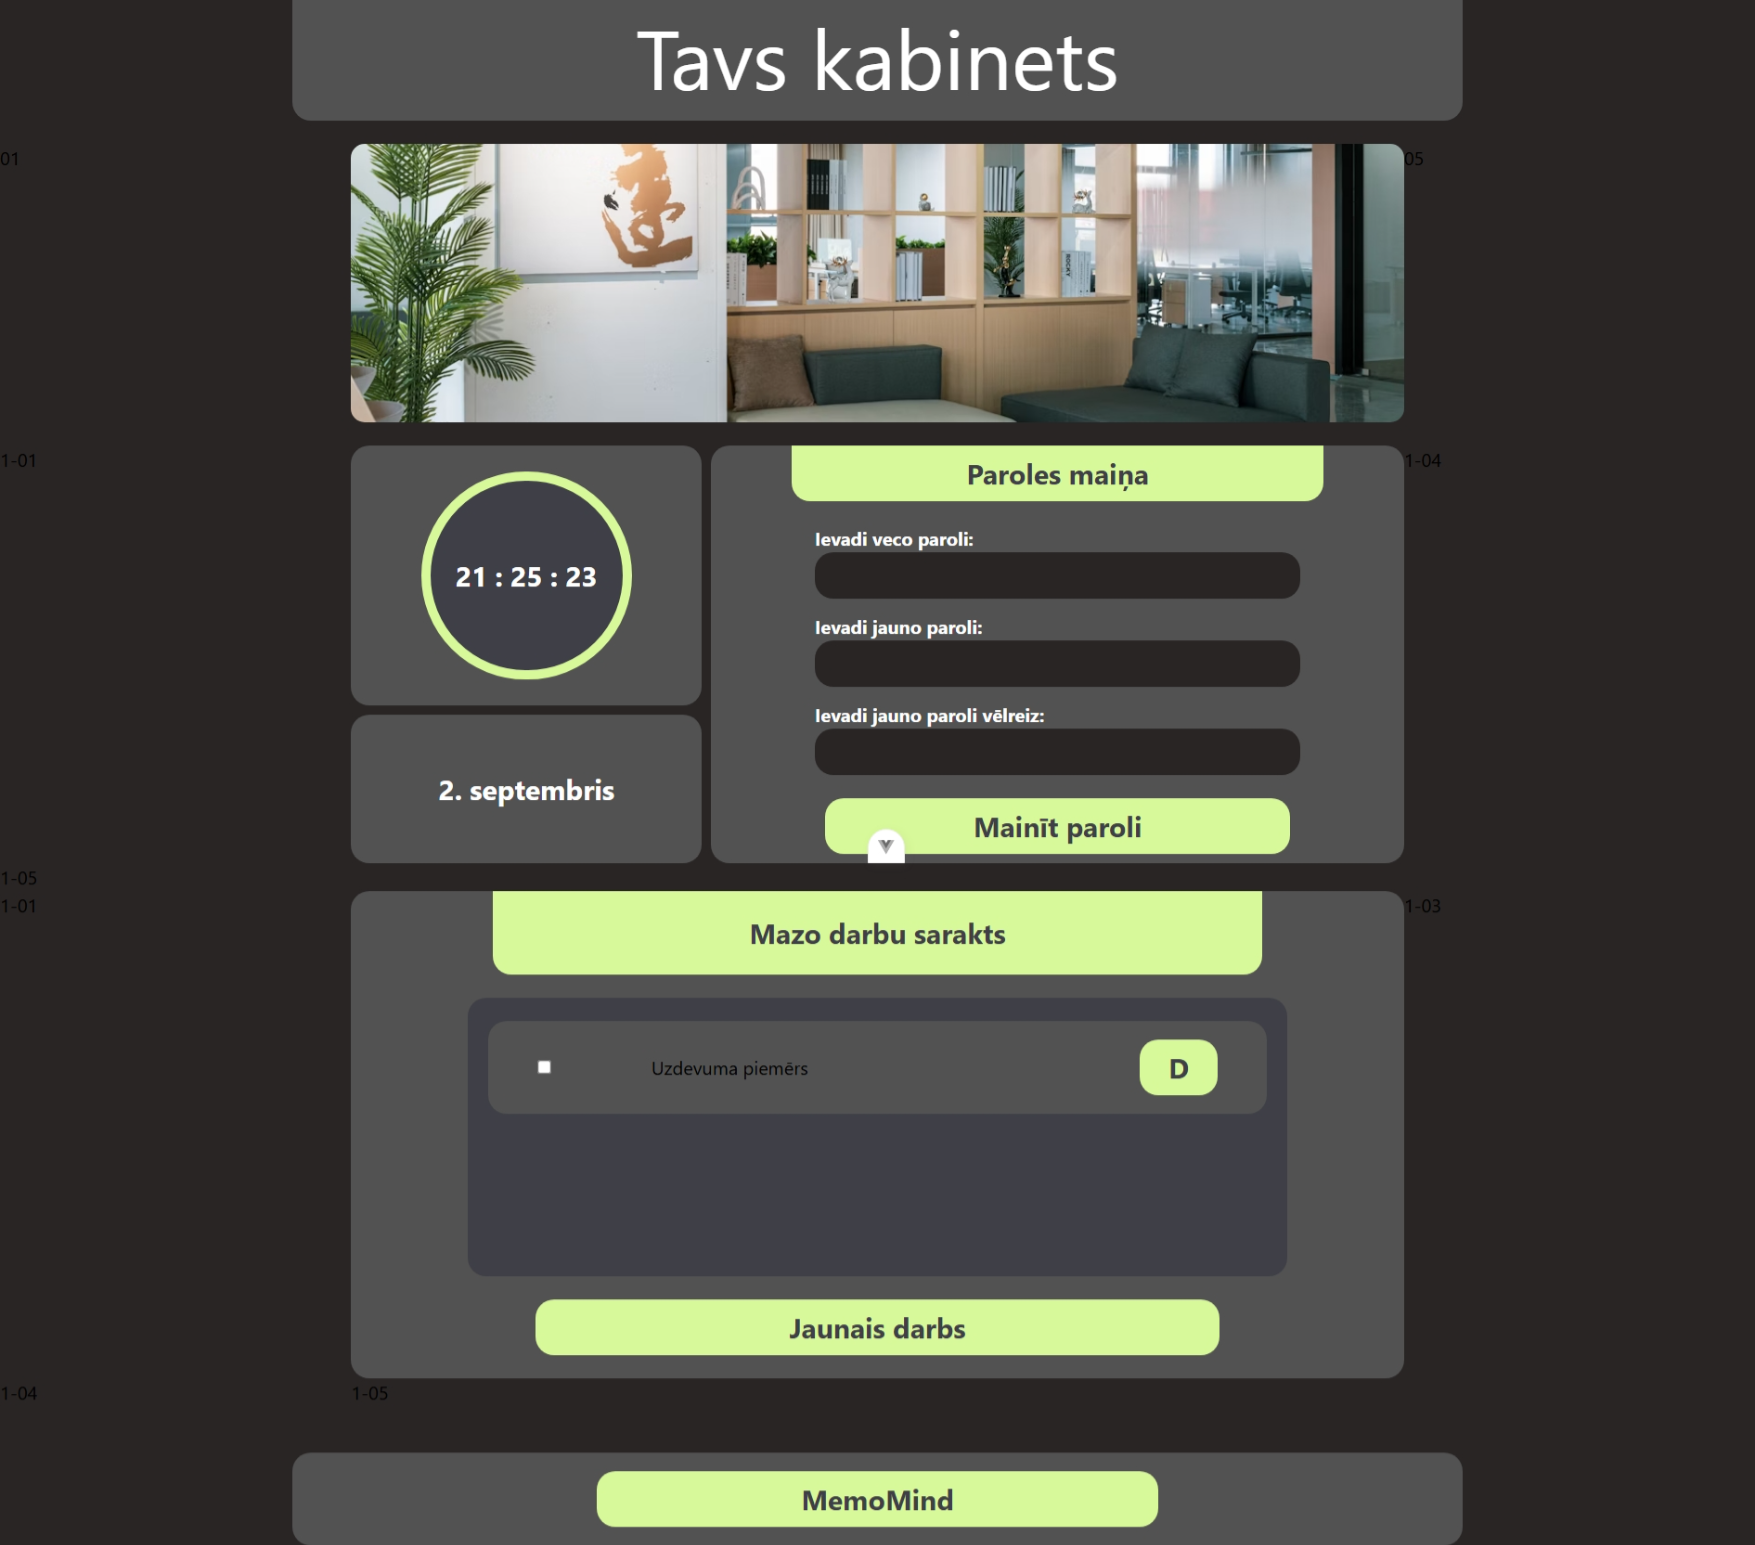 Tavs kabinets
01
05
1-01
Paroles maiņa
1-04
Ievadi veco paroli:
21 : 25 : 23
Ievadi jauno paroli:
Ievadi jauno paroli vēlreiz:
2. septembris
Mainīt paroli
1-05
1-01
1-03
Mazo darbu sarakts
Uzdevuma piemērs
D
Jaunais darbs
1-04
1-05
MemoMind